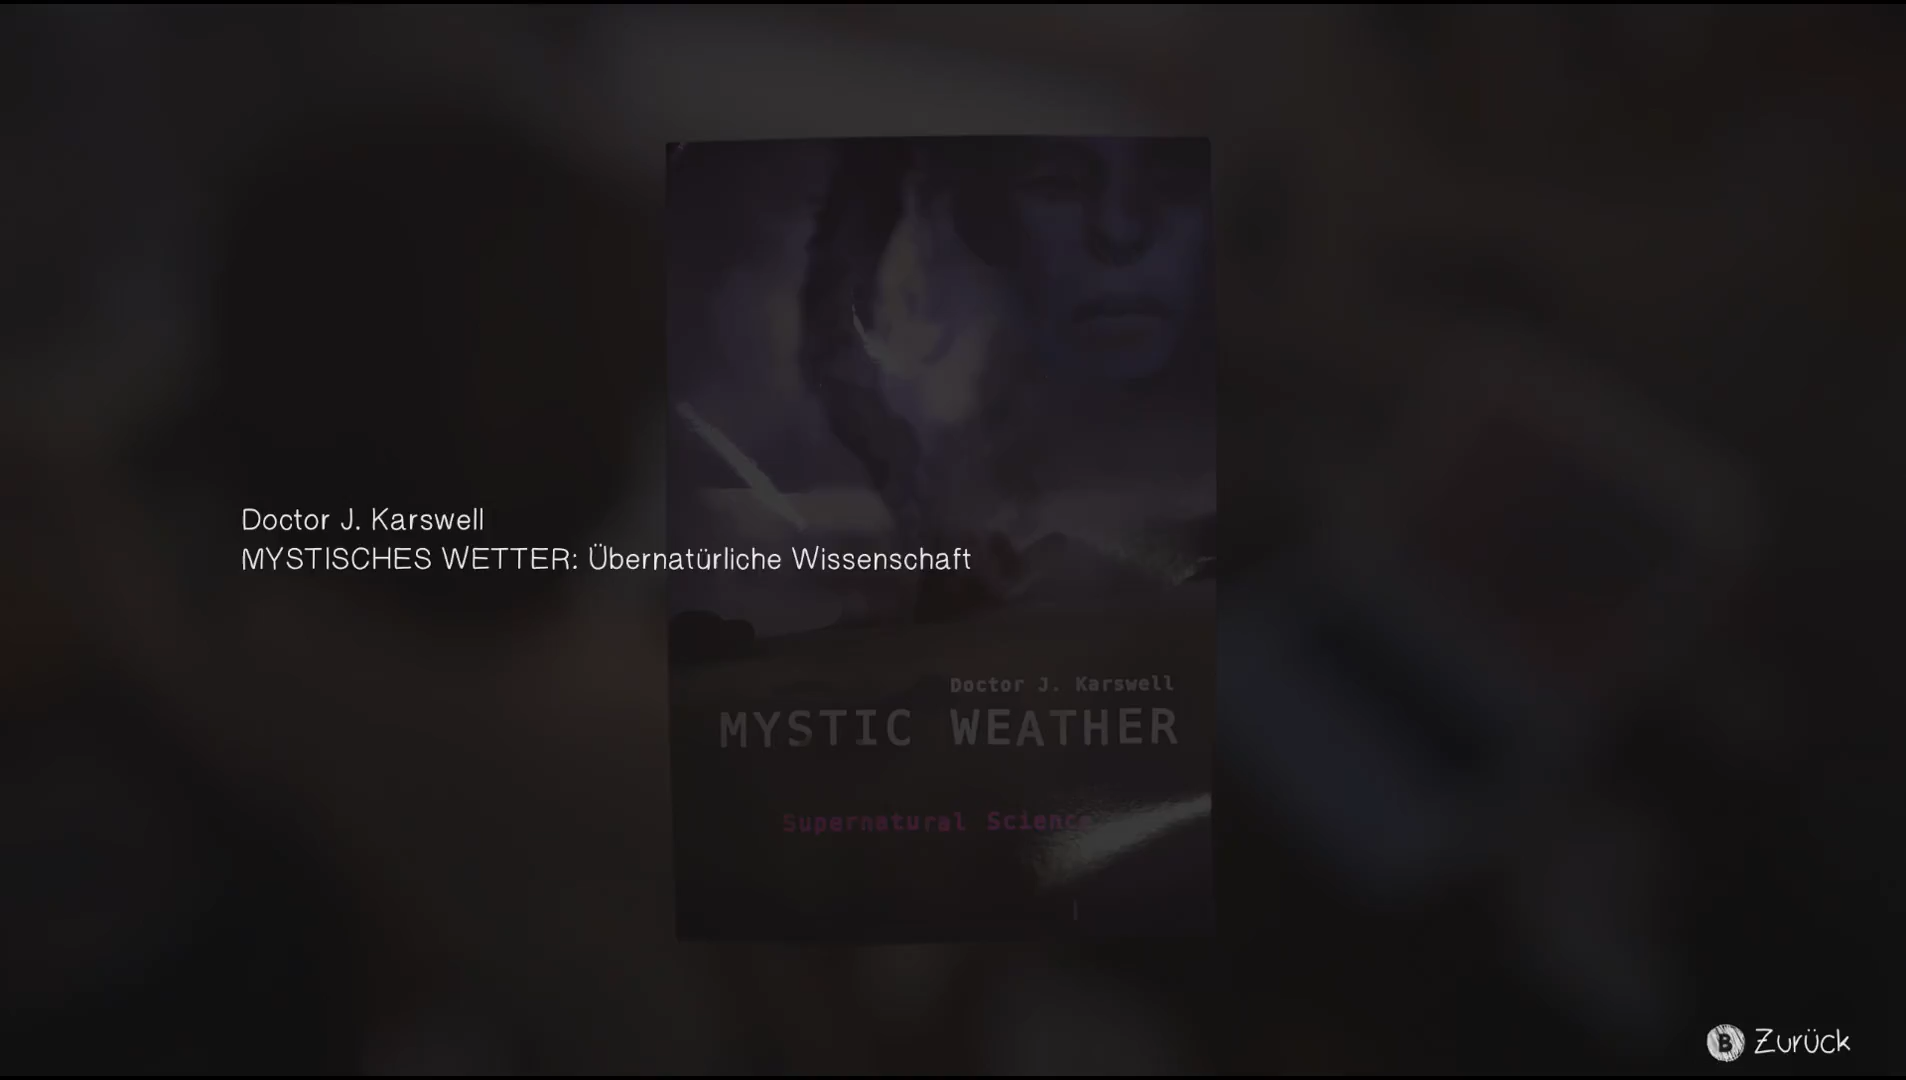 Doctor J. Karswell
MYSTISCHES WETTER: Übernatürliche Wissenschaft
Doctor J. Karswell
MYSTIC WEATHER
Supernatural Science
B Zurück